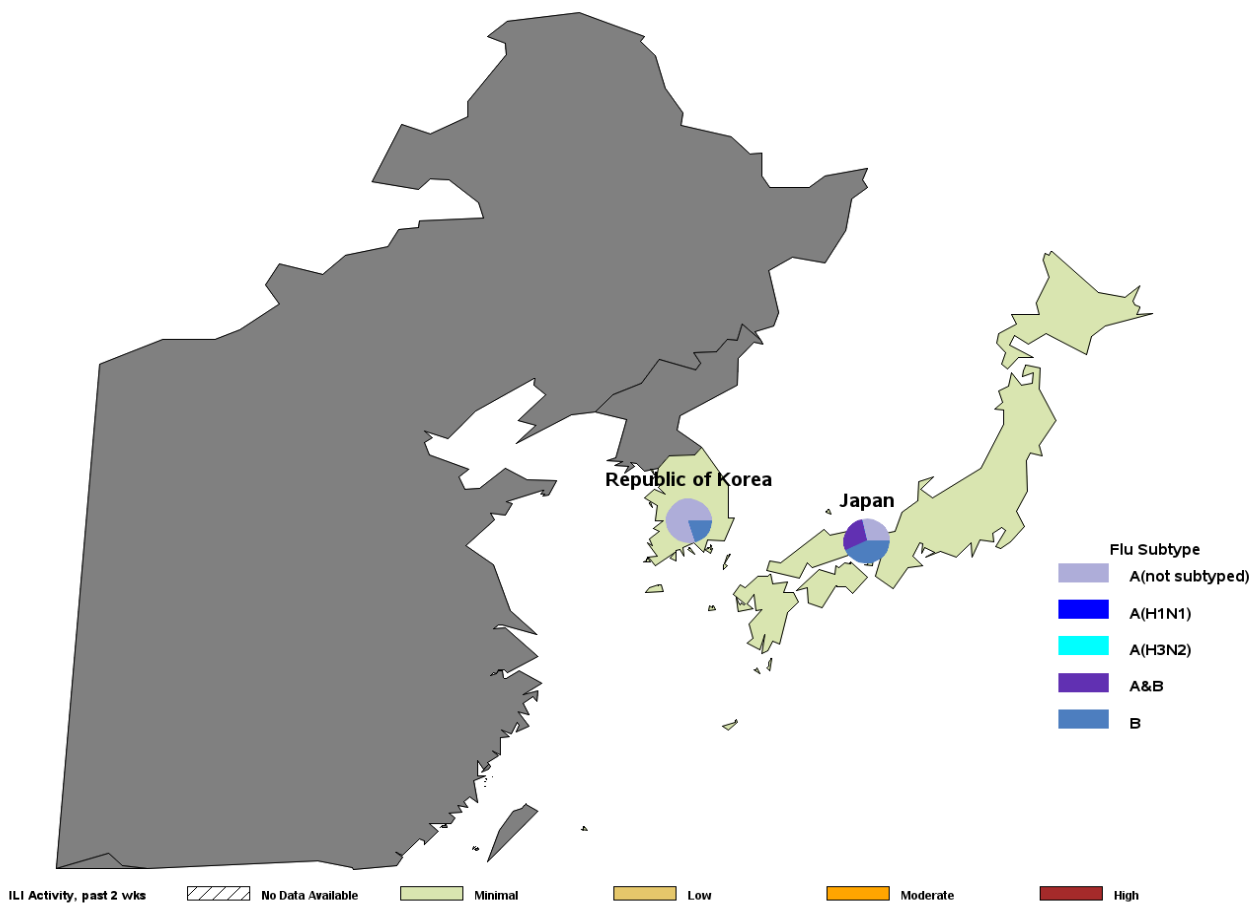 Republic of Korea
Japan
Flu Subtype
A(not subtyped)
A(H1N1)
A(H3N2)
A&B
B
ILI Activity, past 2 wks No Data Available Minimal Low Moderate High